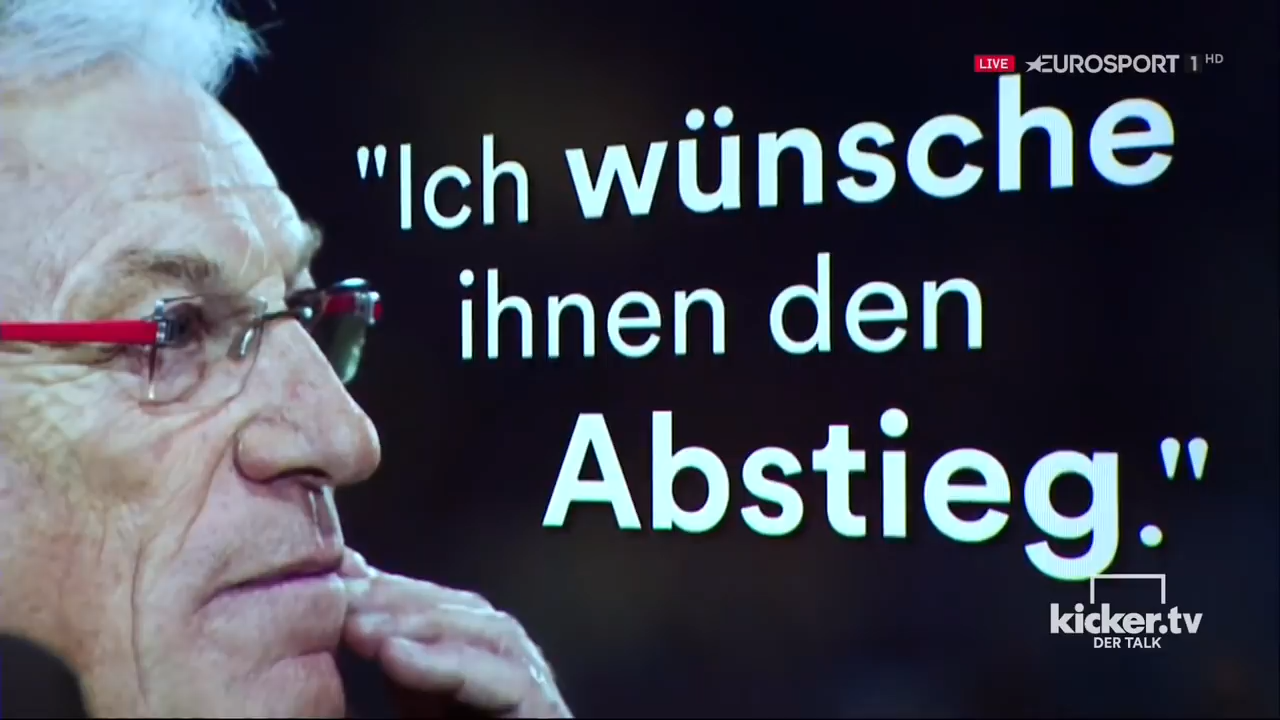 LIVE EUROSPORT 1 HD
"Ich wünsche
ihnen den
Abstieg."
kicker.tv
DER TALK